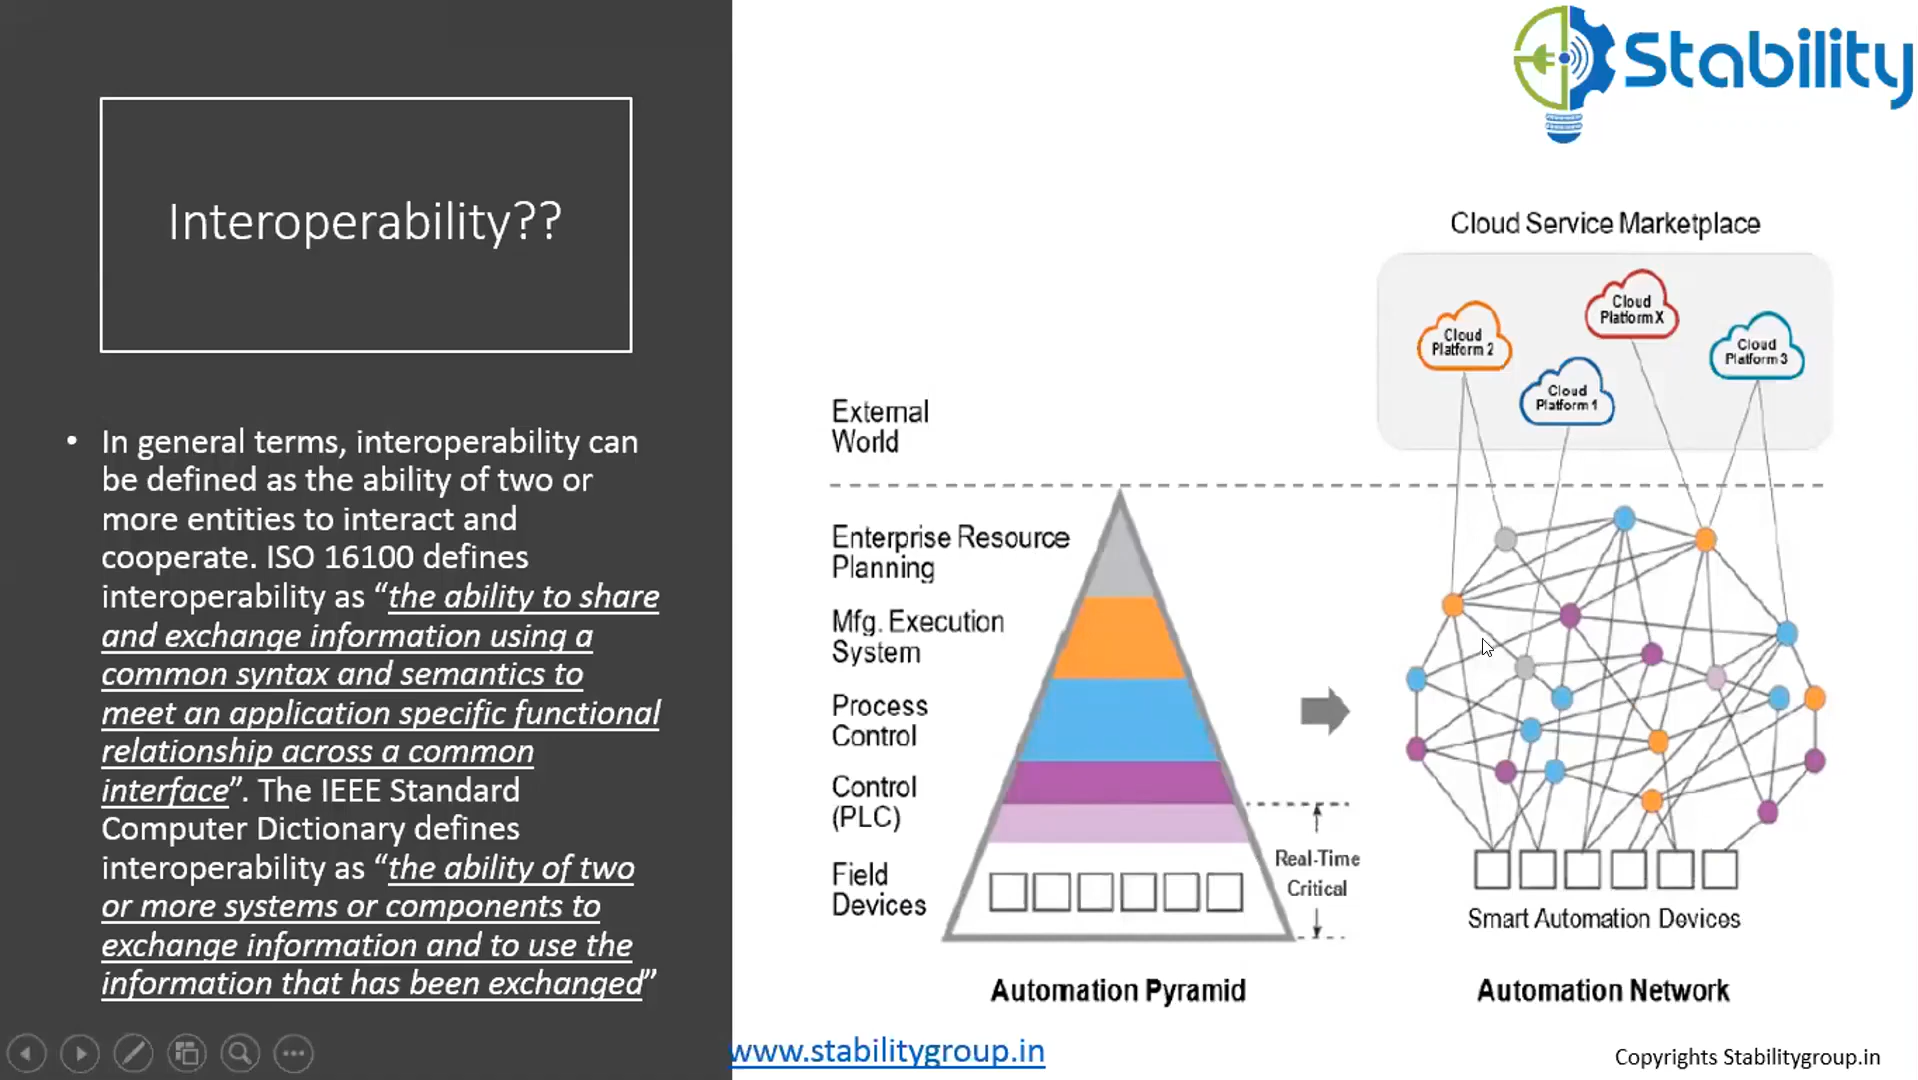 Stability
Interoperability??
• In general terms, interoperability can
be defined as the ability of two or
more entities to interact and
cooperate. ISO 16100 defines
interoperability as “the ability to share
and exchange information using a
common syntax and semantics to
meet an application specific functional
relationship across a common
interface”. The IEEE Standard
Computer Dictionary defines
interoperability as “the ability of two
or more systems or components to
exchange information and to use the
information that has been exchanged”
External
World
Enterprise Resource
Planning
Mfg. Execution
System
Process
Control
Control
(PLC)
Field
Devices
Real-Time
Critical
Automation Pyramid
Cloud Service Marketplace
Cloud
Platform 2
Cloud
Platform X
Cloud
Platform 1
Cloud
Platform 3
Smart Automation Devices
Automation Network
www.stabilitygroup.in
Copyrights Stabilitygroup.in